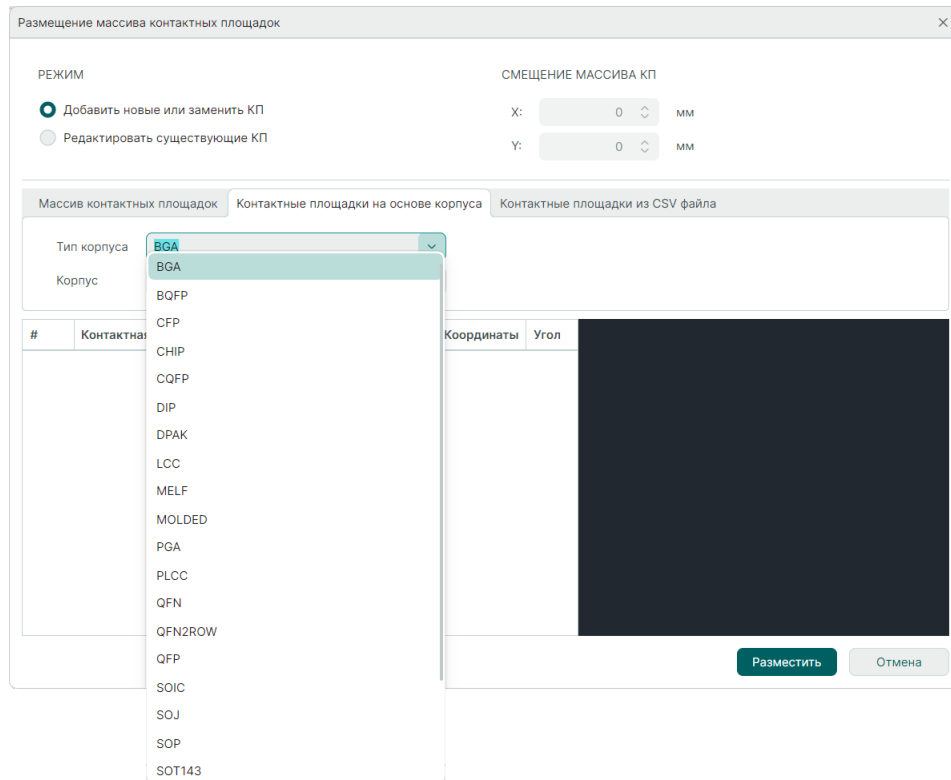 Размещение массива контактных площадок
РЕЖИМ
СМЕЩЕНИЕ МАССИВА КП
Добавить новые или заменить КП
X: 0 мм
Редактировать существующие КП
Y: 0 мм
Массив контактных площадок Контактные площадки на основе корпуса Контактные площадки из CSV файла
Тип корпуса BGA
Корпус
# Контактная Координаты Угол
BGA
BQFP
CFP
CHIP
CQFP
DIP
DPAK
LCC
MELF
MOLDED
PGA
PLCC
QFN
QFN2ROW
QFP
SOIC
SOJ
SOP
SOT143
Разместить Отмена